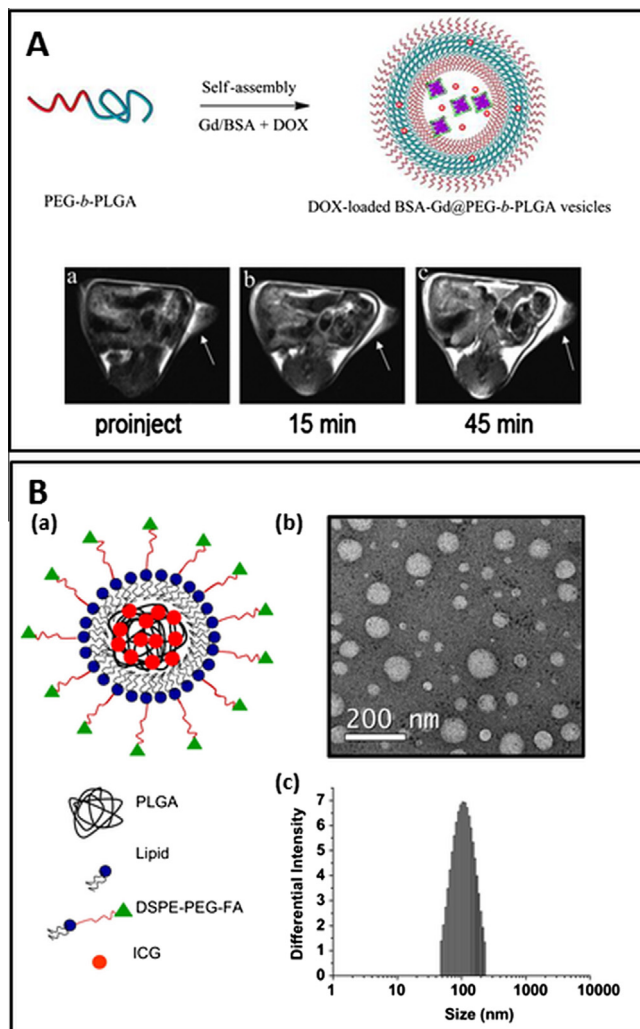 A
Self-assembly
Gd/BSA + DOX
PEG-b-PLGA
DOX-loaded BSA-Gd@PEG-b-PLGA vesicles
a
b
c
proinject
15 min
45 min
B
(a)
(b)
200 nm
PLGA
Lipid
DSPE-PEG-FA
ICG
(c)
Differential Intensity
7
6
5
4
3
2
1
0
1
10
100
1000
10000
Size (nm)